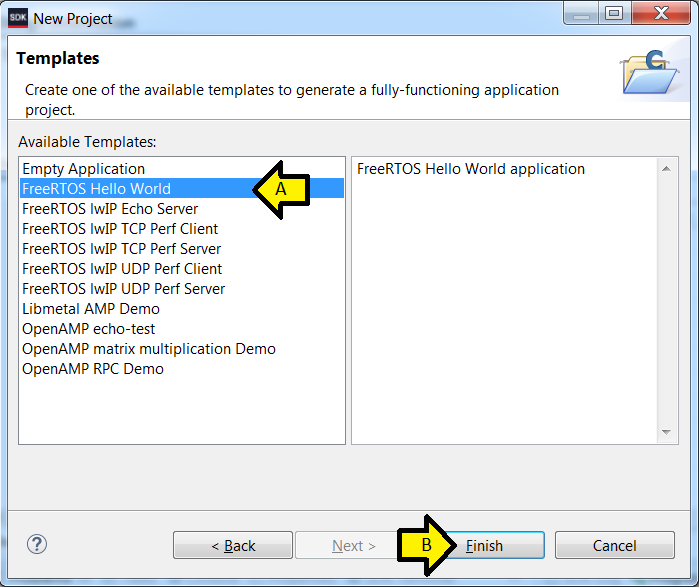 SDK New Project
Templates
Create one of the available templates to generate a fully-functioning application
project.
Available Templates:
Empty Application
FreeRTOS Hello World
A
FreeRTOS lwIP Echo Server
FreeRTOS lwIP TCP Perf Client
FreeRTOS lwIP TCP Perf Server
FreeRTOS lwIP UDP Perf Client
FreeRTOS lwIP UDP Perf Server
Libmetal AMP Demo
OpenAMP echo-test
OpenAMP matrix multiplication Demo
OpenAMP RPC Demo
FreeRTOS Hello World application
? < Back Next > B Finish Cancel